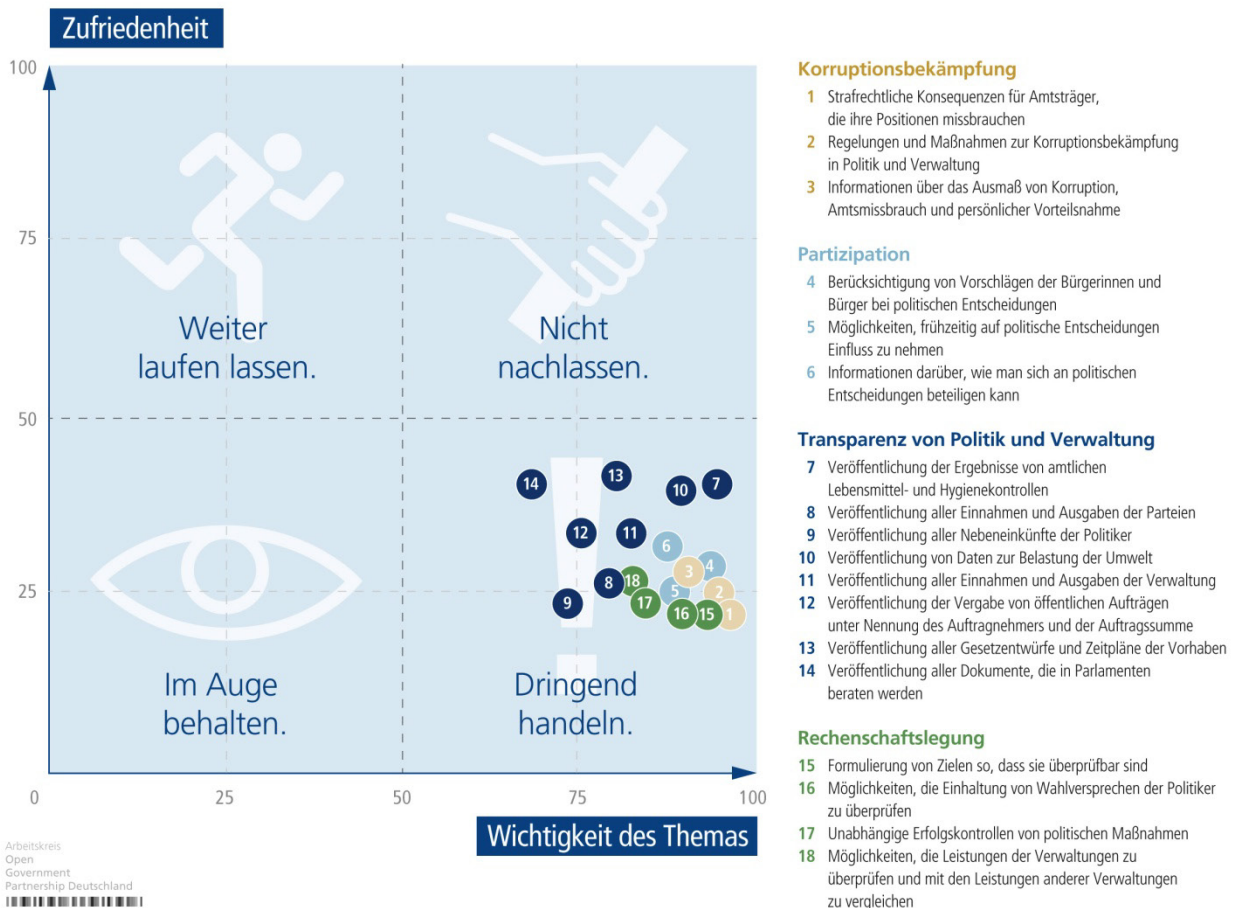 Zufriedenheit
100
75
50
25
0
25
50
75
100
Weiter
laufen lassen.
Nicht
nachlassen.
Im Auge
behalten.
Dringend
handeln.
14
13
10
7
12
11
6
4
3
18
8
5
2
9
17
16
15
1
Wichtigkeit des Themas
Korruptionsbekämpfung
1 Strafrechtliche Konsequenzen für Amtsträger,
die ihre Positionen missbrauchen
2 Regelungen und Maßnahmen zur Korruptionsbekämpfung
in Politik und Verwaltung
3 Informationen über das Ausmaß von Korruption,
Amtsmissbrauch und persönlicher Vorteilsnahme
Partizipation
4 Berücksichtigung von Vorschlägen der Bürgerinnen und
Bürger bei politischen Entscheidungen
5 Möglichkeiten, frühzeitig auf politische Entscheidungen
Einfluss zu nehmen
6 Informationen darüber, wie man sich an politischen
Entscheidungen beteiligen kann
Transparenz von Politik und Verwaltung
7 Veröffentlichung der Ergebnisse von amtlichen
Lebensmittel- und Hygienekontrollen
8 Veröffentlichung aller Einnahmen und Ausgaben der Parteien
9 Veröffentlichung aller Nebeneinkünfte der Politiker
10 Veröffentlichung von Daten zur Belastung der Umwelt
11 Veröffentlichung aller Einnahmen und Ausgaben der Verwaltung
12 Veröffentlichung der Vergabe von öffentlichen Aufträgen
unter Nennung des Auftragnehmers und der Auftragssumme
13 Veröffentlichung aller Gesetzentwürfe und Zeitpläne der Vorhaben
14 Veröffentlichung aller Dokumente, die in Parlamenten
beraten werden
Rechenschaftslegung
15 Formulierung von Zielen so, dass sie überprüfbar sind
16 Möglichkeiten, die Einhaltung von Wahlversprechen der Politiker
zu überprüfen
17 Unabhängige Erfolgskontrollen von politischen Maßnahmen
18 Möglichkeiten, die Leistungen der Verwaltungen zu
überprüfen und mit den Leistungen anderer Verwaltungen
zu vergleichen
Arbeitskreis
Open
Government
Partnership Deutschland